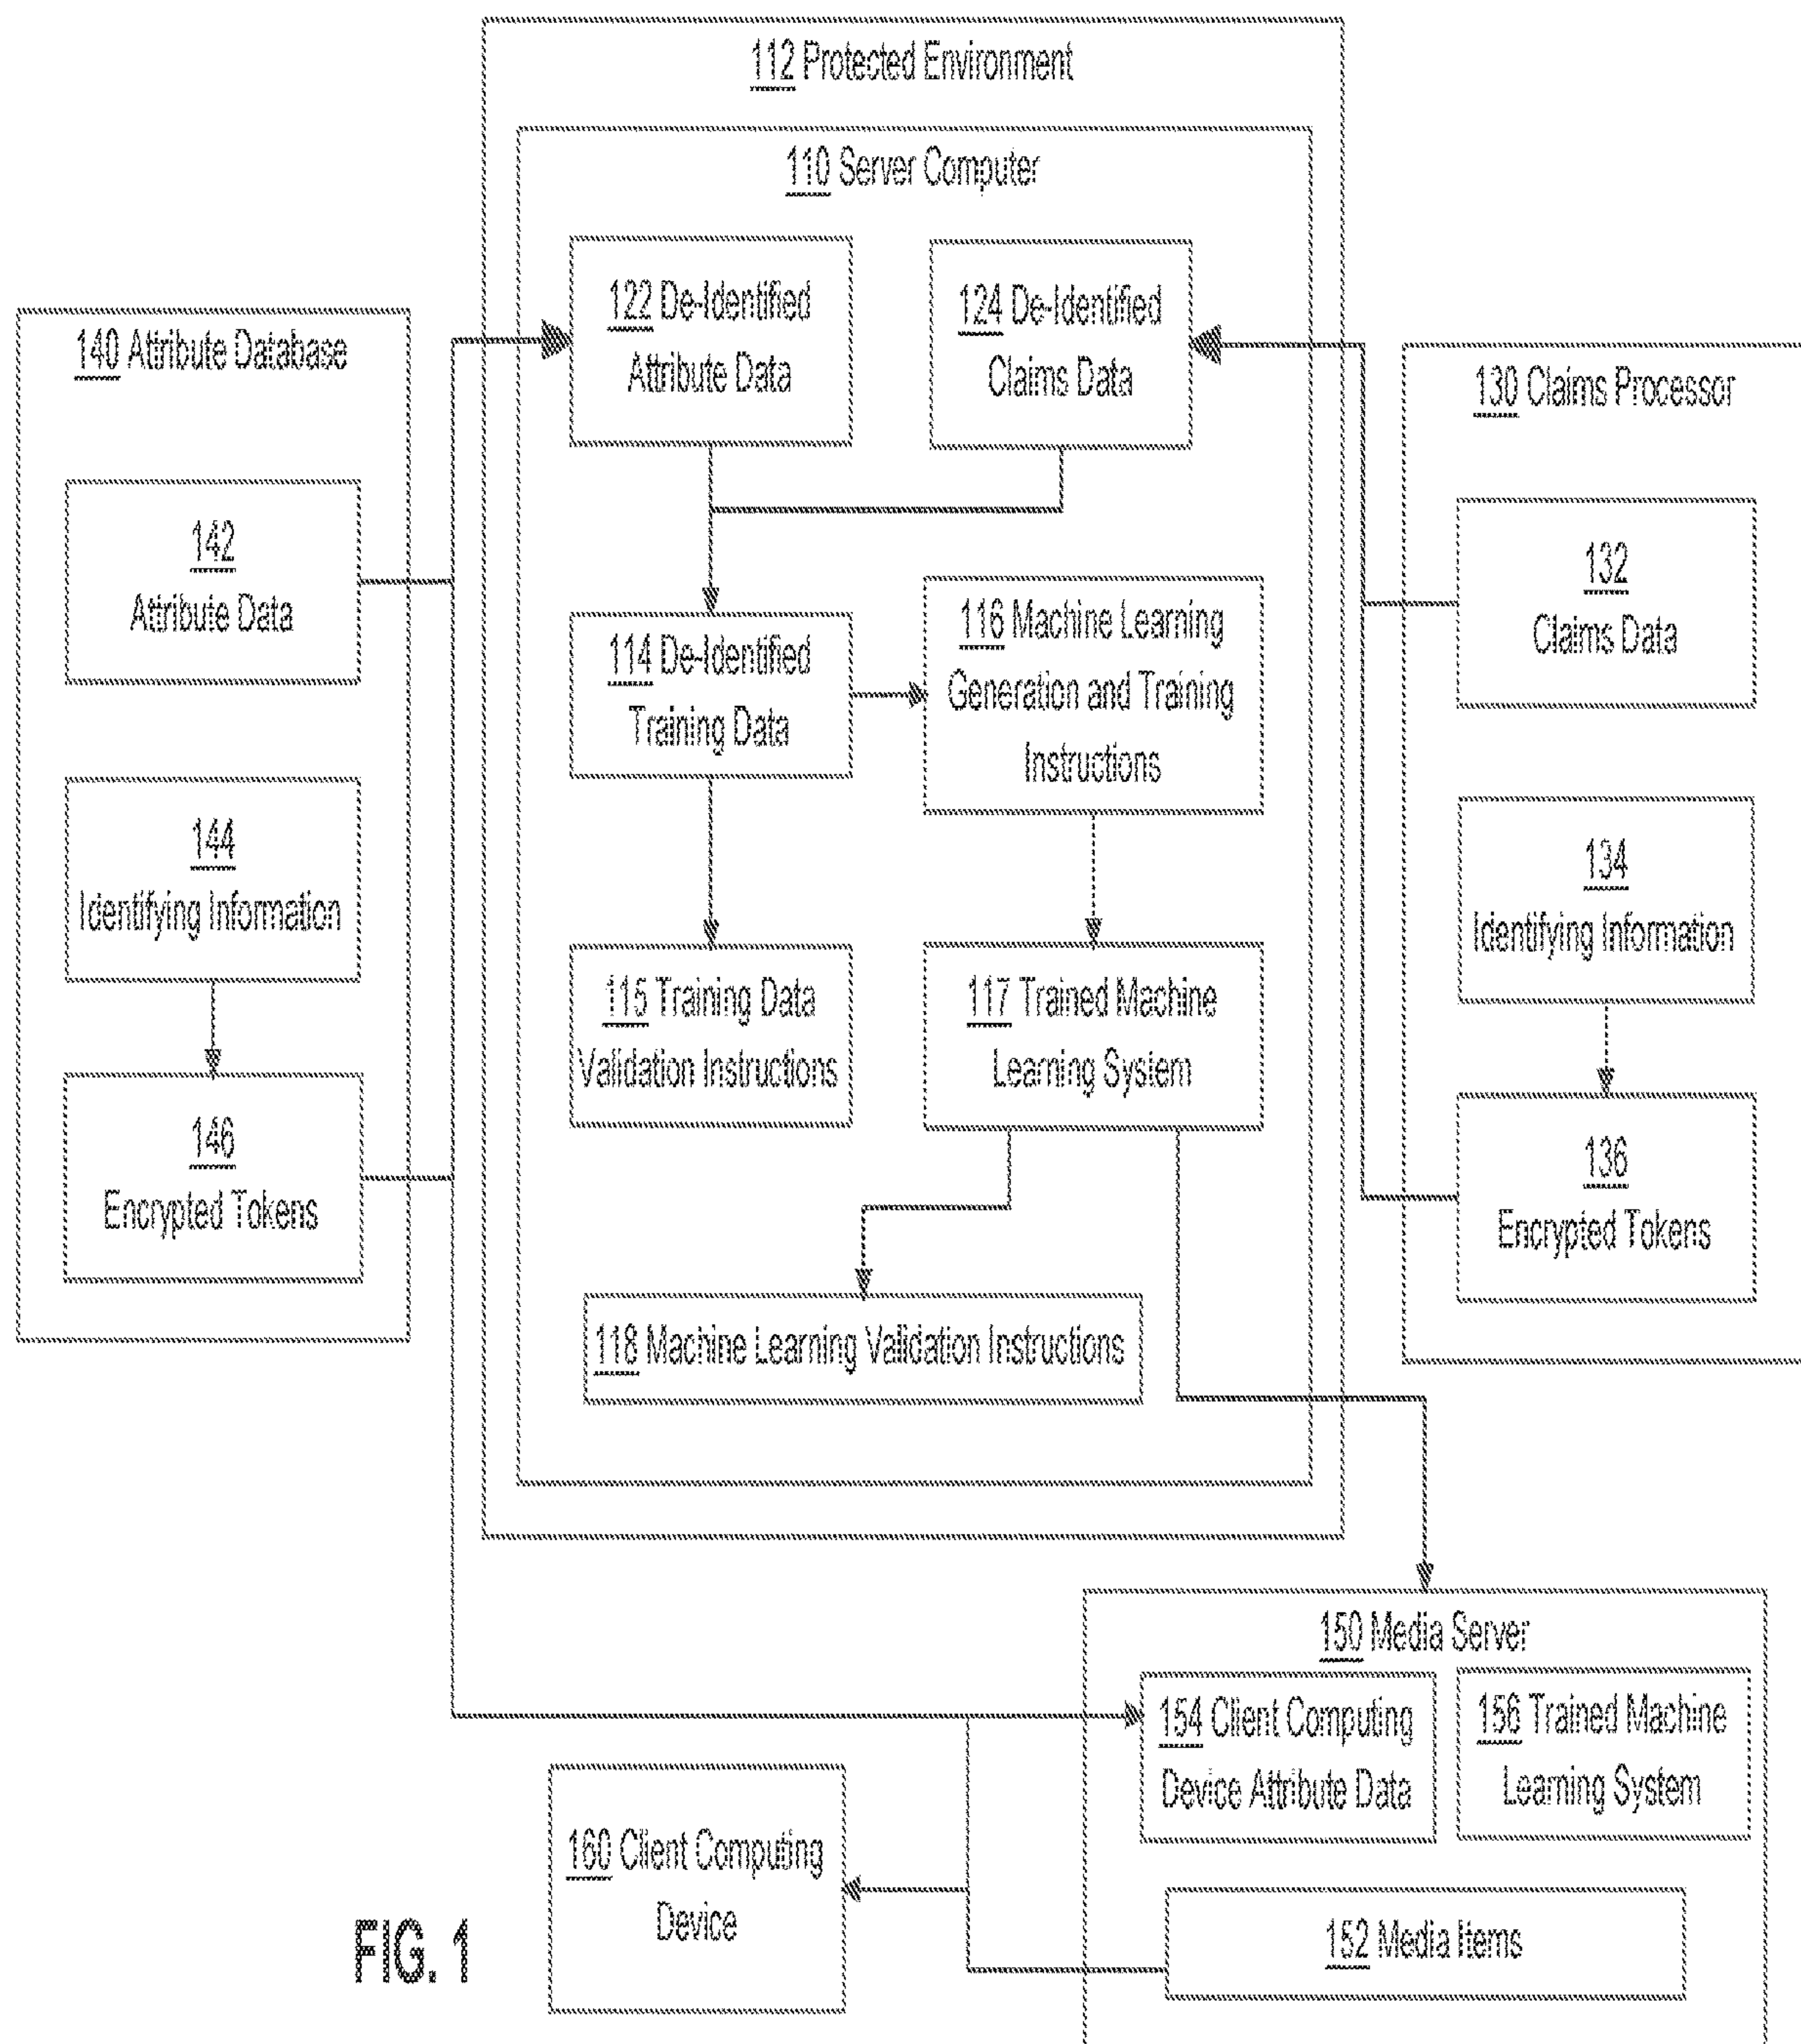 112 Protected Environment
110 Server Computer
122 De-Identified
Attribute Data
124 De-Identified
Claims Data
140 Attribute Database
142
Attribute Data
144
Identifying Information
146
Encrypted Tokens
130 Claims Processor
132
Claims Data
134
Identifying Information
136
Encrypted Tokens
114 De-Identified
Training Data
116 Machine Learning
Generation and Training
Instructions
115 Training Data
Validation Instructions
117 Trained Machine
Learning System
118 Machine Learning Validation Instructions
150 Media Server
154 Client Computing
Device Attribute Data
156 Trained Machine
Learning System
152 Media Items
160 Client Computing
Device
FIG. 1